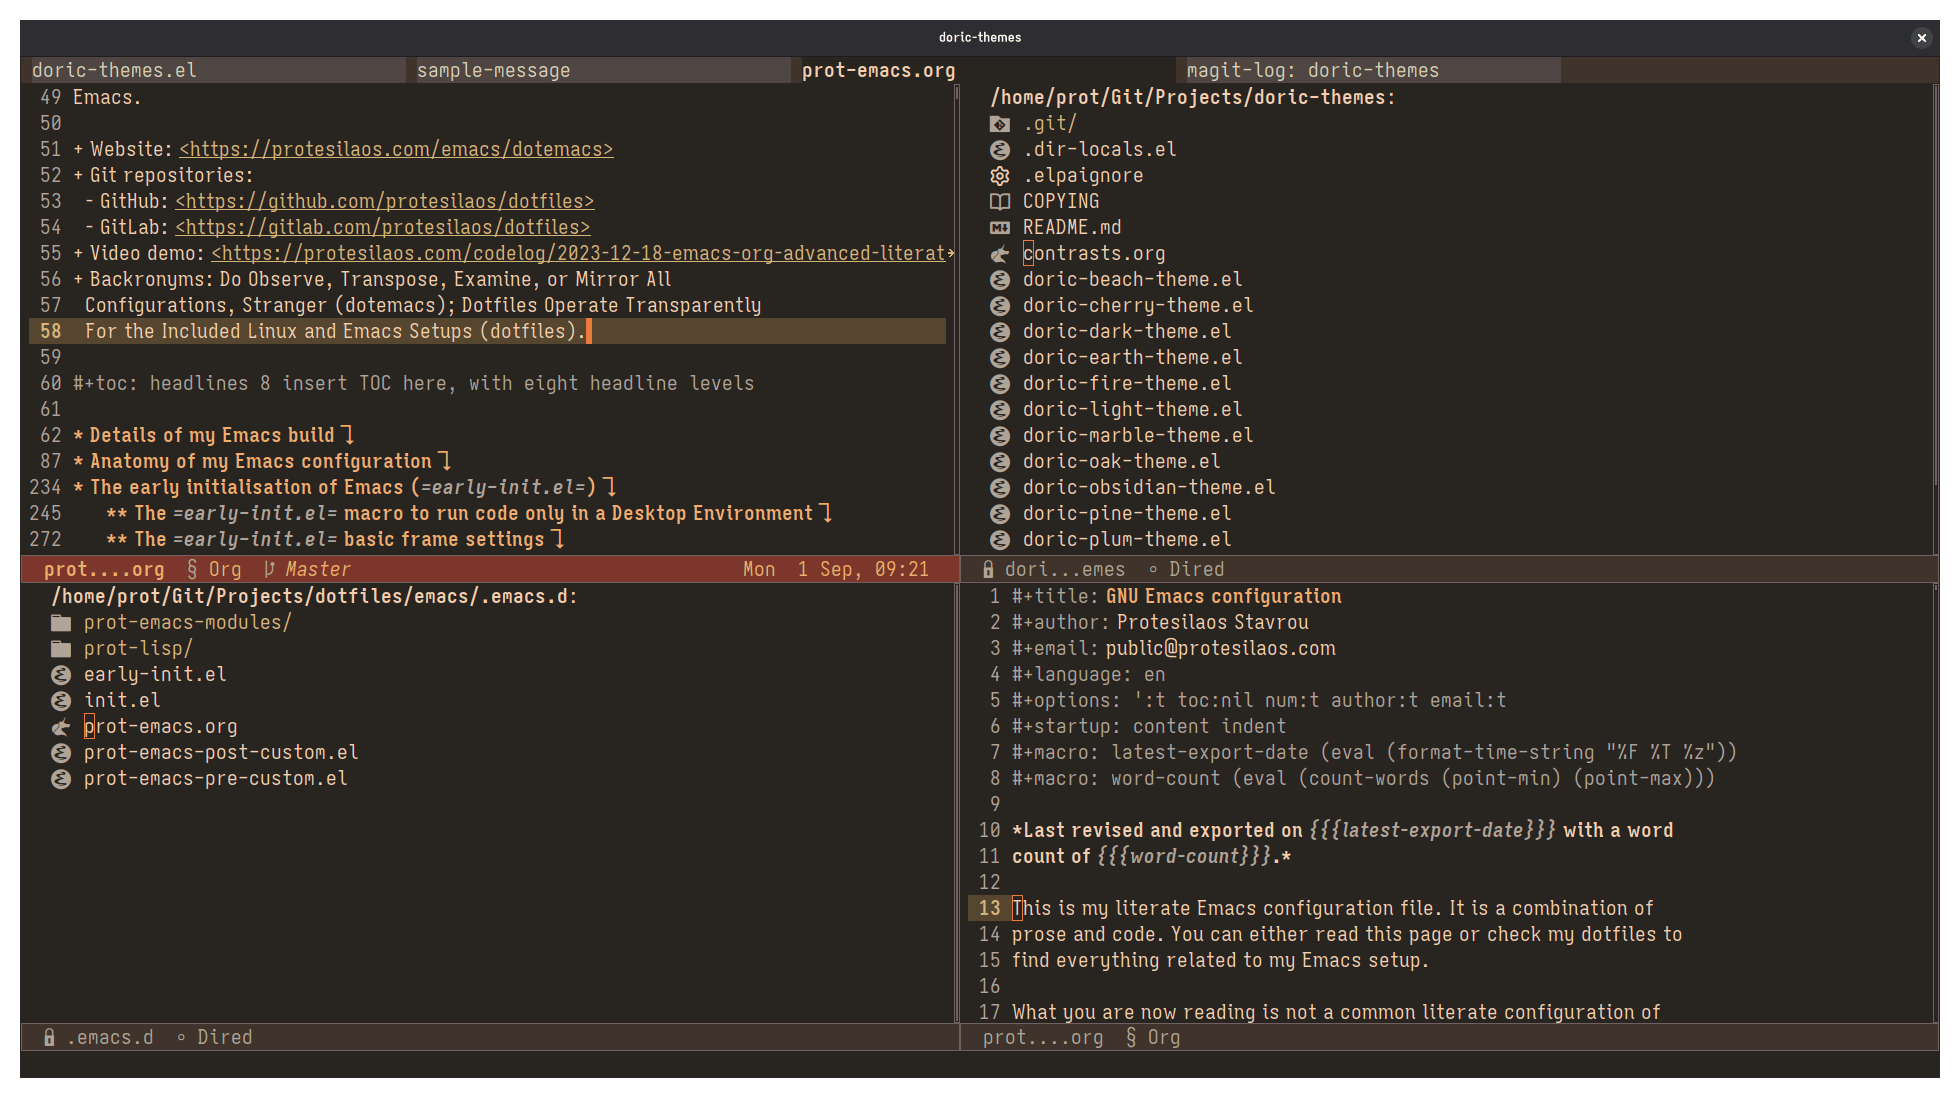 doric-themes
doric-themes.el
sample-message
prot-emacs.org
magit-log: doric-themes
49 Emacs.
50
51 + Website: <https://protesilaos.com/emacs/dotemacs>
52 + Git repositories:
53 - GitHub: <https://github.com/protesilaos/dotfiles>
54 - GitLab: <https://gitlab.com/protesilaos/dotfiles>
55 + Video demo: <https://protesilaos.com/codelog/2023-12-18-emacs-org-advanced-literat→
56 + Backronyms: Do Observe, Transpose, Examine, or Mirror All
57 Configurations, Stranger (dotemacs); Dotfiles Operate Transparently
58 For the Included Linux and Emacs Setups (dotfiles).
59
60 #+toc: headlines 8 insert TOC here, with eight headline levels
61
62 * Details of my Emacs build ⤵
87 * Anatomy of my Emacs configuration ⤵
234 * The early initialisation of Emacs (=early-init.el=) ⤵
245 ** The =early-init.el= macro to run code only in a Desktop Environment ⤵
272 ** The =early-init.el= basic frame settings ⤵
prot....org § Org Master Mon 1 Sep, 09:21
/home/prot/Git/Projects/doric-themes:
.git/
.dir-locals.el
.elpaignore
COPYING
README.md
contrasts.org
doric-beach-theme.el
doric-cherry-theme.el
doric-dark-theme.el
doric-earth-theme.el
doric-fire-theme.el
doric-light-theme.el
doric-marble-theme.el
doric-oak-theme.el
doric-obsidian-theme.el
doric-pine-theme.el
doric-plum-theme.el
dori...emes ∘ Dired
/home/prot/Git/Projects/dotfiles/emacs/.emacs.d:
prot-emacs-modules/
prot-lisp/
early-init.el
init.el
prot-emacs.org
prot-emacs-post-custom.el
prot-emacs-pre-custom.el
.emacs.d ∘ Dired
1 #+title: GNU Emacs configuration
2 #+author: Protesilaos Stavrou
3 #+email: public@protesilaos.com
4 #+language: en
5 #+options: ':t toc:nil num:t author:t email:t
6 #+startup: content indent
7 #+macro: latest-export-date (eval (format-time-string "%F %T %z"))
8 #+macro: word-count (eval (count-words (point-min) (point-max)))
9
10 *Last revised and exported on {{{latest-export-date}}} with a word
11 count of {{{word-count}}}.*
12
13 This is my literate Emacs configuration file. It is a combination of
14 prose and code. You can either read this page or check my dotfiles to
15 find everything related to my Emacs setup.
16
17 What you are now reading is not a common literate configuration of
prot....org § Org